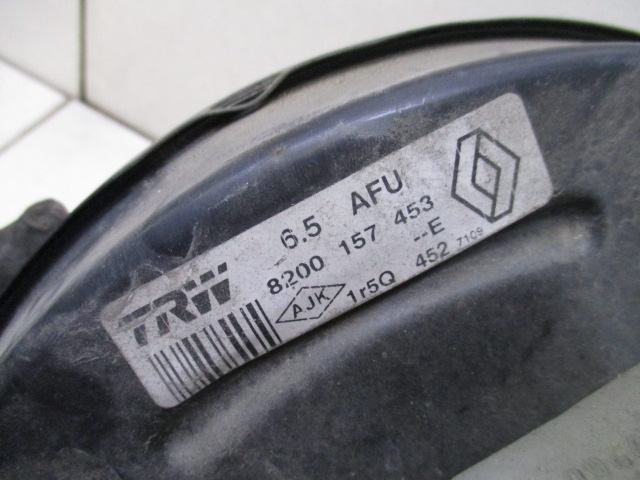 6.5 AFU
TRW 8200 157 453
--E
AJK 1r5Q 452 7109